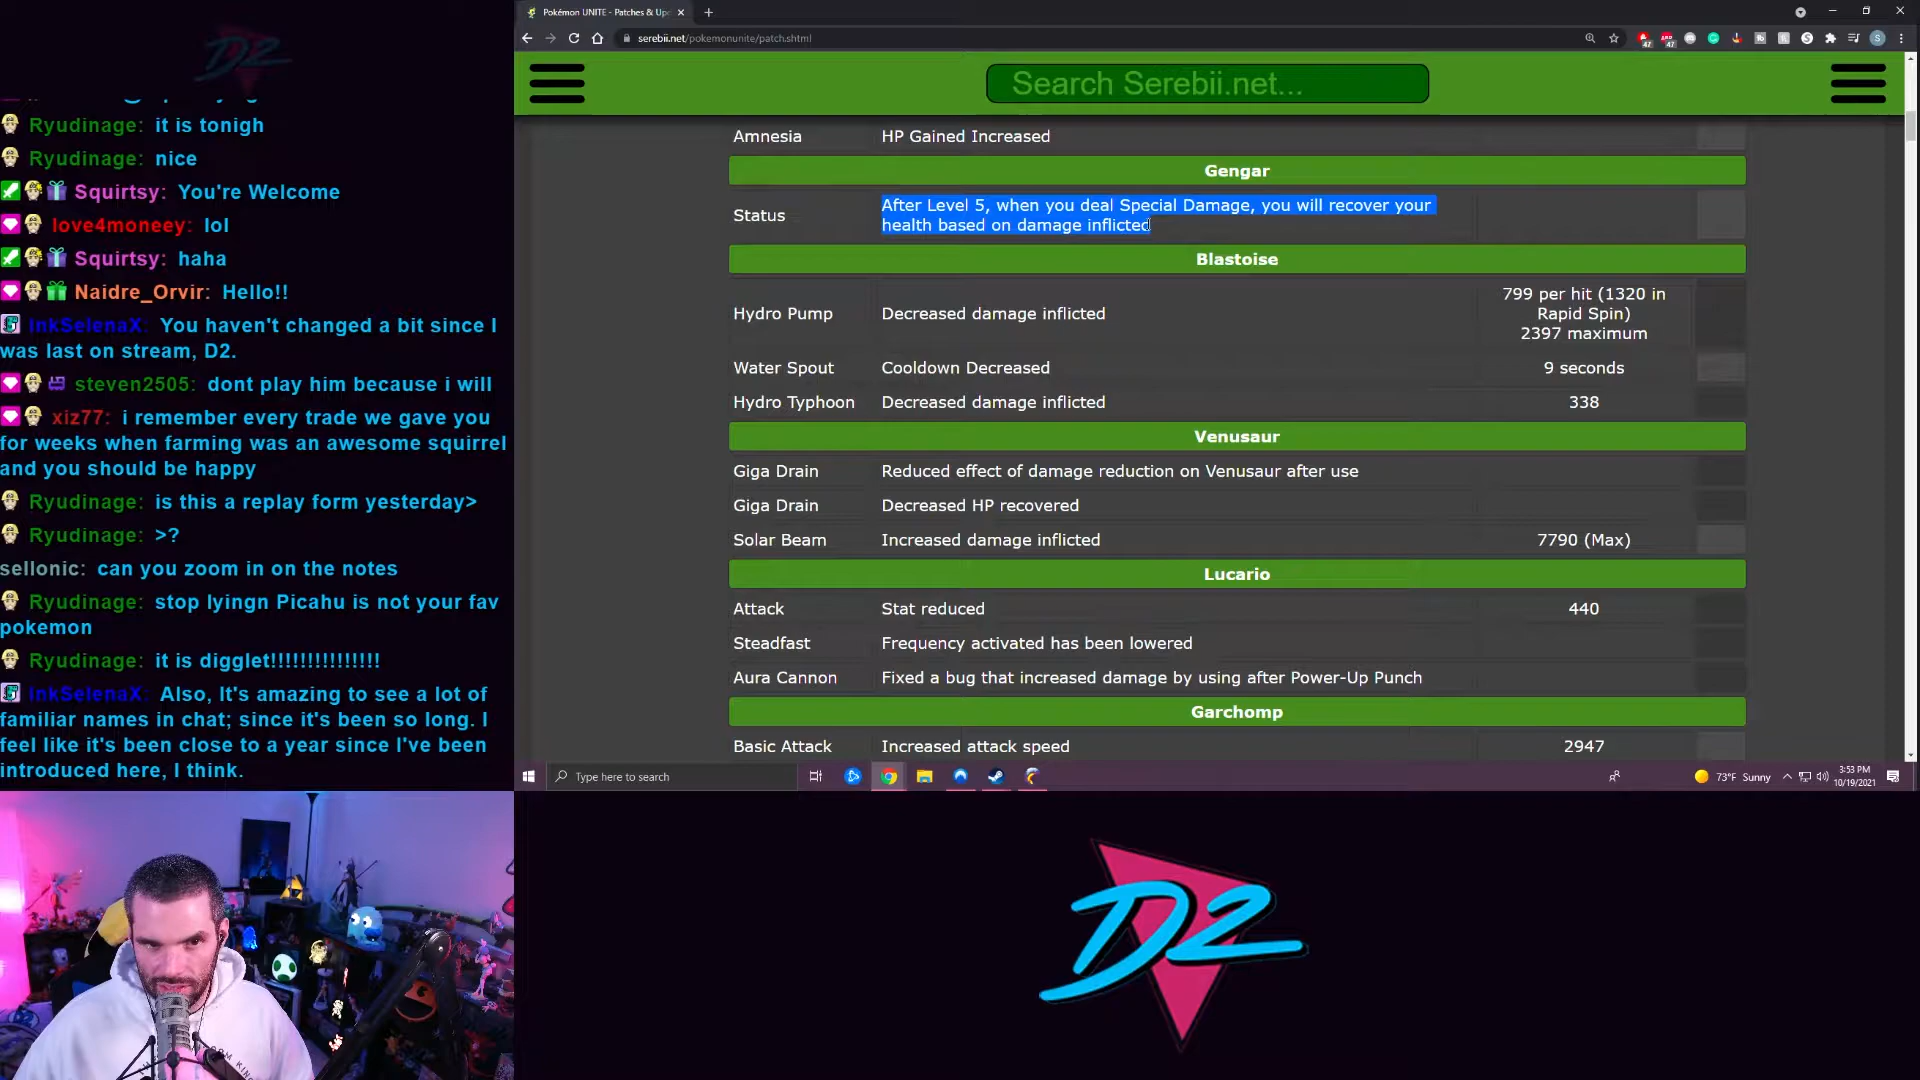 D2
Ryudinage: it is tonigh
Ryudinage: nice
Squirtsy: You're Welcome
love4moneey: lol
Squirtsy: haha
Naidre_Orvir: Hello!!
InkSelenaX: You haven't changed a bit since I
was last on stream, D2.
steven2505: dont play him because i will
xiz77: i remember every trade we gave you
for weeks when farming was an awesome squirrel
and you should be happy
Ryudinage: is this a replay form yesterday>
Ryudinage: >?
sellonic: can you zoom in on the notes
Ryudinage: stop lyingn Picahu is not your fav
pokemon
Ryudinage: it is digglet!!!!!!!!!!!!!!!
InkSelenaX: Also, It's amazing to see a lot of
familiar names in chat; since it's been so long. I
feel like it's been close to a year since I've been
introduced here, I think.
Pokémon UNITE - Patches & Up
serebii.net/pokemonunite/patch.shtml
Search Serebii.net...
Amnesia HP Gained Increased
Gengar
Status After Level 5, when you deal Special Damage, you will recover your
health based on damage inflicted
Blastoise
Hydro Pump Decreased damage inflicted 799 per hit (1320 in
Rapid Spin)
2397 maximum
Water Spout Cooldown Decreased 9 seconds
Hydro Typhoon Decreased damage inflicted 338
Venusaur
Giga Drain Reduced effect of damage reduction on Venusaur after use
Giga Drain Decreased HP recovered
Solar Beam Increased damage inflicted 7790 (Max)
Lucario
Attack Stat reduced 440
Steadfast Frequency activated has been lowered
Aura Cannon Fixed a bug that increased damage by using after Power-Up Punch
Garchomp
Basic Attack Increased attack speed 2947
Type here to search
73°F Sunny
3:53 PM
10/19/2021
D2